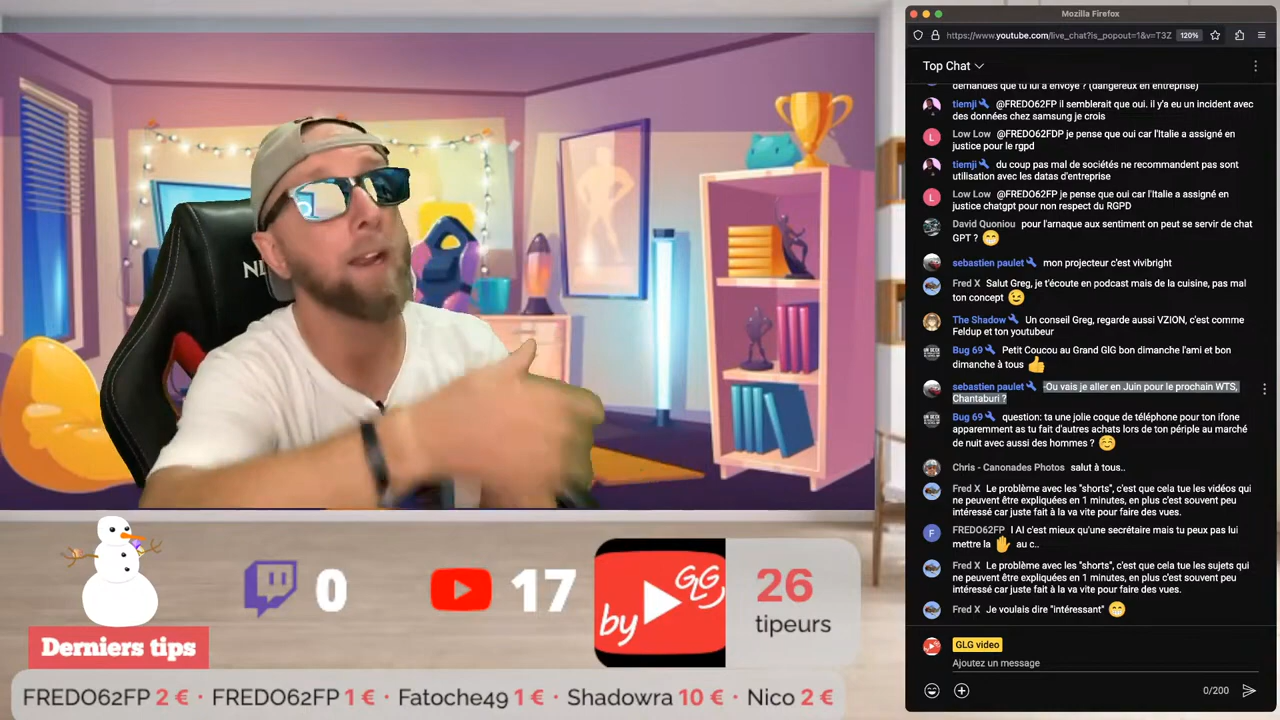 Mozilla Firefox
https://www.youtube.com/live_chat?is_popout=1&v=T3Z
120%
Top Chat
demandes que tu lui a envoyé ? (dangereux en entreprise)
tiemji @FREDO62FP il semblerait que oui. il y'a eu un incident avec
des données chez samsung je crois
L Low Low @FREDO62FDP je pense que oui car l'Italie a assigné en
justice pour le rgpd
tiemji du coup pas mal de sociétés ne recommandent pas sont
utilisation avec les datas d'entreprise
L Low Low @FREDO62FP je pense que oui car l'Italie a assigné en
justice chatgpt pour non respect du RGPD
David Quoniou pour l'arnaque aux sentiment on peut se servir de chat
GPT ? 😁
sebastien paulet mon projecteur c'est vivibright
Fred X Salut Greg, je t'écoute en podcast mais de la cuisine, pas mal
ton concept 😉
The Shadow Un conseil Greg, regarde aussi VZION, c'est comme
Feldup et ton youtubeur
Bug 69 Petit Coucou au Grand GlG bon dimanche l'ami et bon
dimanche à tous 👍
sebastien paulet -Ou vais je aller en Juin pour le prochain WTS,
Chantaburi ?
Bug 69 question: ta une jolie coque de téléphone pour ton ifone
apparemment as tu fait d'autres achats lors de ton périple au marché
de nuit avec aussi des hommes ? ☺️
Chris - Canonades Photos salut à tous..
Fred X Le problème avec les "shorts", c'est que cela tue les vidéos qui
ne peuvent être expliquées en 1 minutes, en plus c'est souvent peu
intéressé car juste fait à la va vite pour faire des vues.
F FREDO62FP l AI c'est mieux qu'une secrétaire mais tu peux pas lui
mettre la ✋ au c..
Fred X Le problème avec les "shorts", c'est que cela tue les sujets qui
ne peuvent être expliquées en 1 minutes, en plus c'est souvent peu
intéressé car juste fait à la va vite pour faire des vues.
Fred X Je voulais dire "intéressant" 😁
GLG video
Ajoutez un message
0/200
0
17
by GLG
26
tipeurs
Derniers tips
FREDO62FP 2 € · FREDO62FP 1 € · Fatoche49 1 € · Shadowra 10 € · Nico 2 €